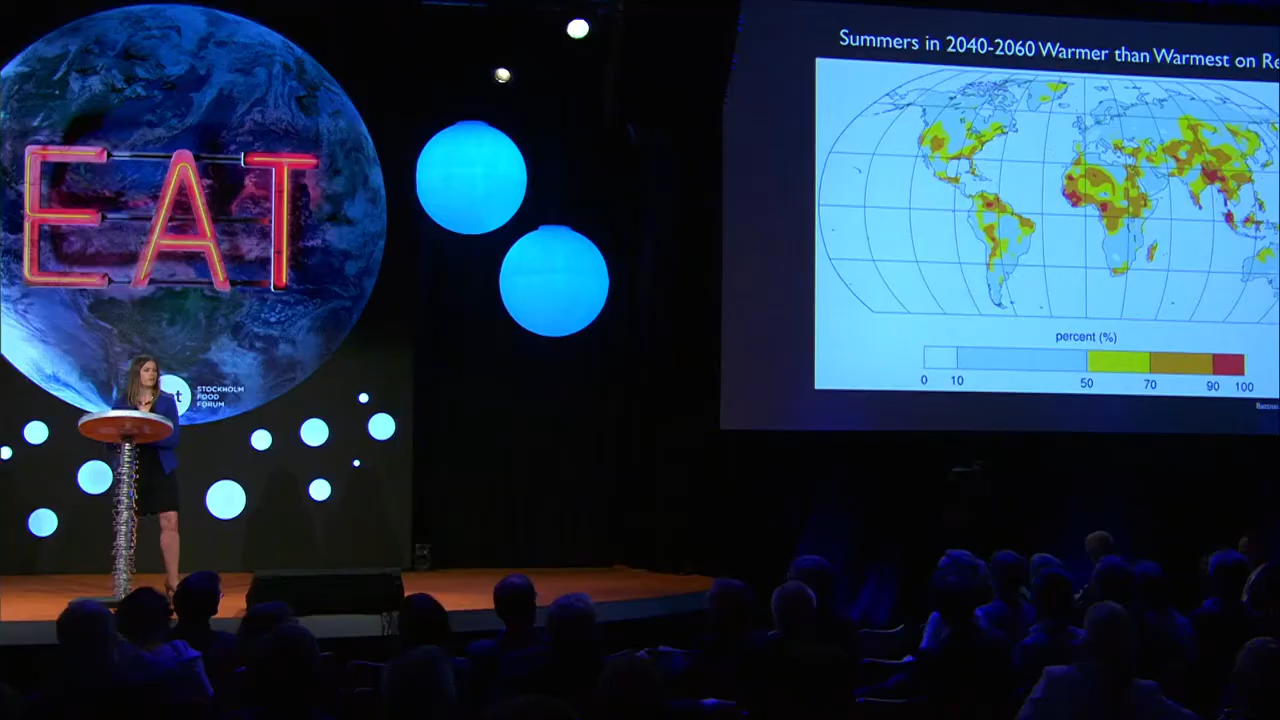 EAT
t
STOCKHOLM
FOOD
FORUM
Summers in 2040-2060 Warmer than Warmest on Re
percent (%)
0 10 50 70 90 100